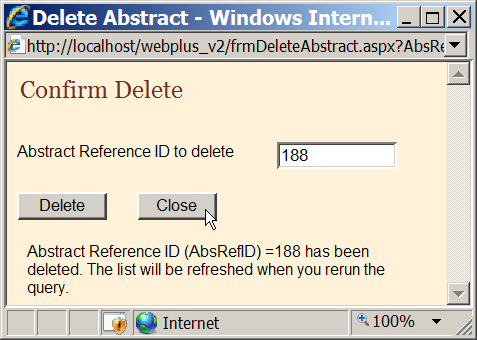 Delete Abstract - Windows Intern...
http://localhost/webplus_v2/frmDeleteAbstract.aspx?AbsRe
Confirm Delete
Abstract Reference ID to delete 188
Delete Close
Abstract Reference ID (AbsRefID) =188 has been
deleted. The list will be refreshed when you rerun the
query.
Internet 100%